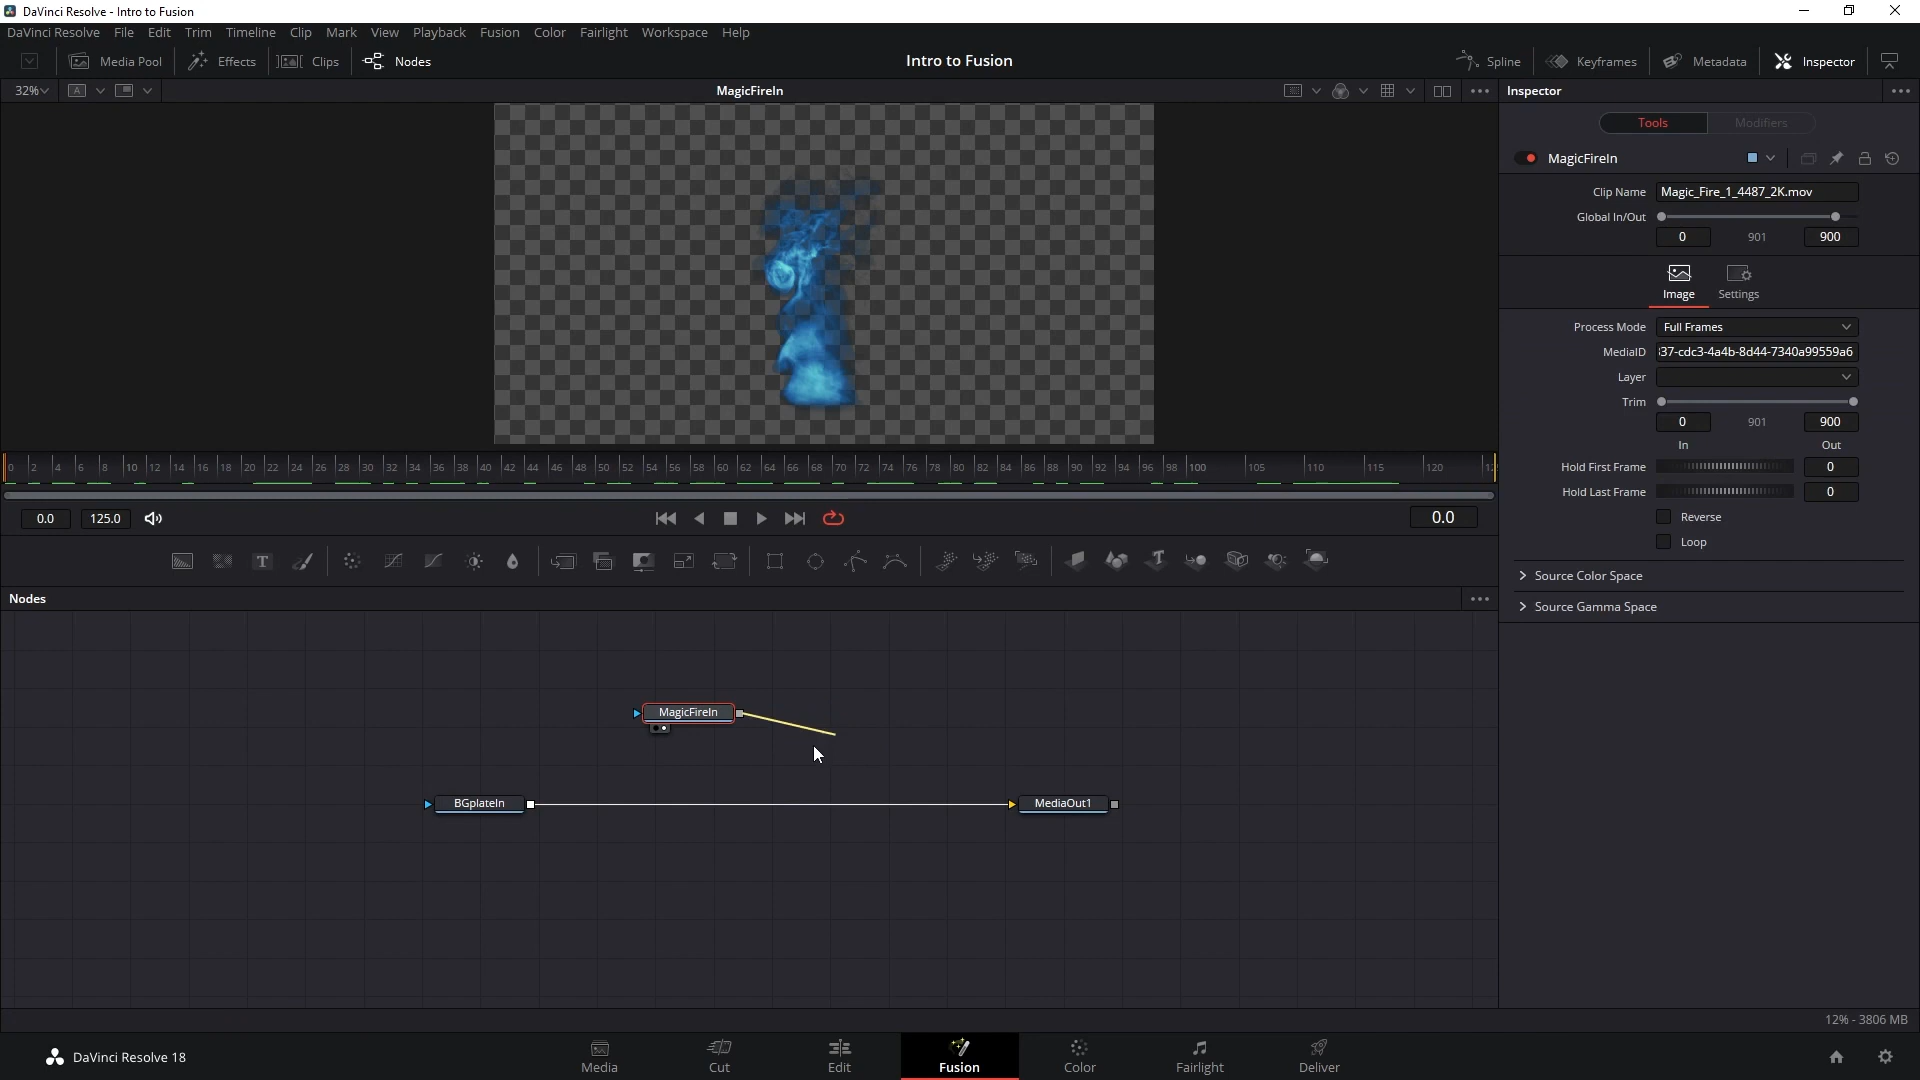 DaVinci Resolve - Intro to Fusion
DaVinci Resolve File Edit Trim Timeline Clip Mark View Playback Fusion Color Fairlight Workspace Help
Media Pool Effects Clips Nodes Intro to Fusion Spline Keyframes Metadata Inspector
32% A MagicFireIn Inspector
Tools Modifiers
MagicFireIn
Clip Name Magic_Fire_1_4487_2K.mov
Global In/Out
0 901 900
Image Settings
Process Mode Full Frames
MediaID 37-cdc3-4a4b-8d44-7340a99559a6
Layer
Trim
0 901 900
In Out
Hold First Frame 0
Hold Last Frame 0
Reverse
Loop
Source Color Space
Source Gamma Space
0 2 4 6 8 10 12 14 16 18 20 22 24 26 28 30 32 34 36 38 40 42 44 46 48 50 52 54 56 58 60 62 64 66 68 70 72 74 76 78 80 82 84 86 88 90 92 94 96 98 100 105 110 115 120
0.0 125.0 0.0
T
Nodes
MagicFireIn
BGplateIn MediaOut1
12% - 3806 MB
DaVinci Resolve 18 Media Cut Edit Fusion Color Fairlight Deliver